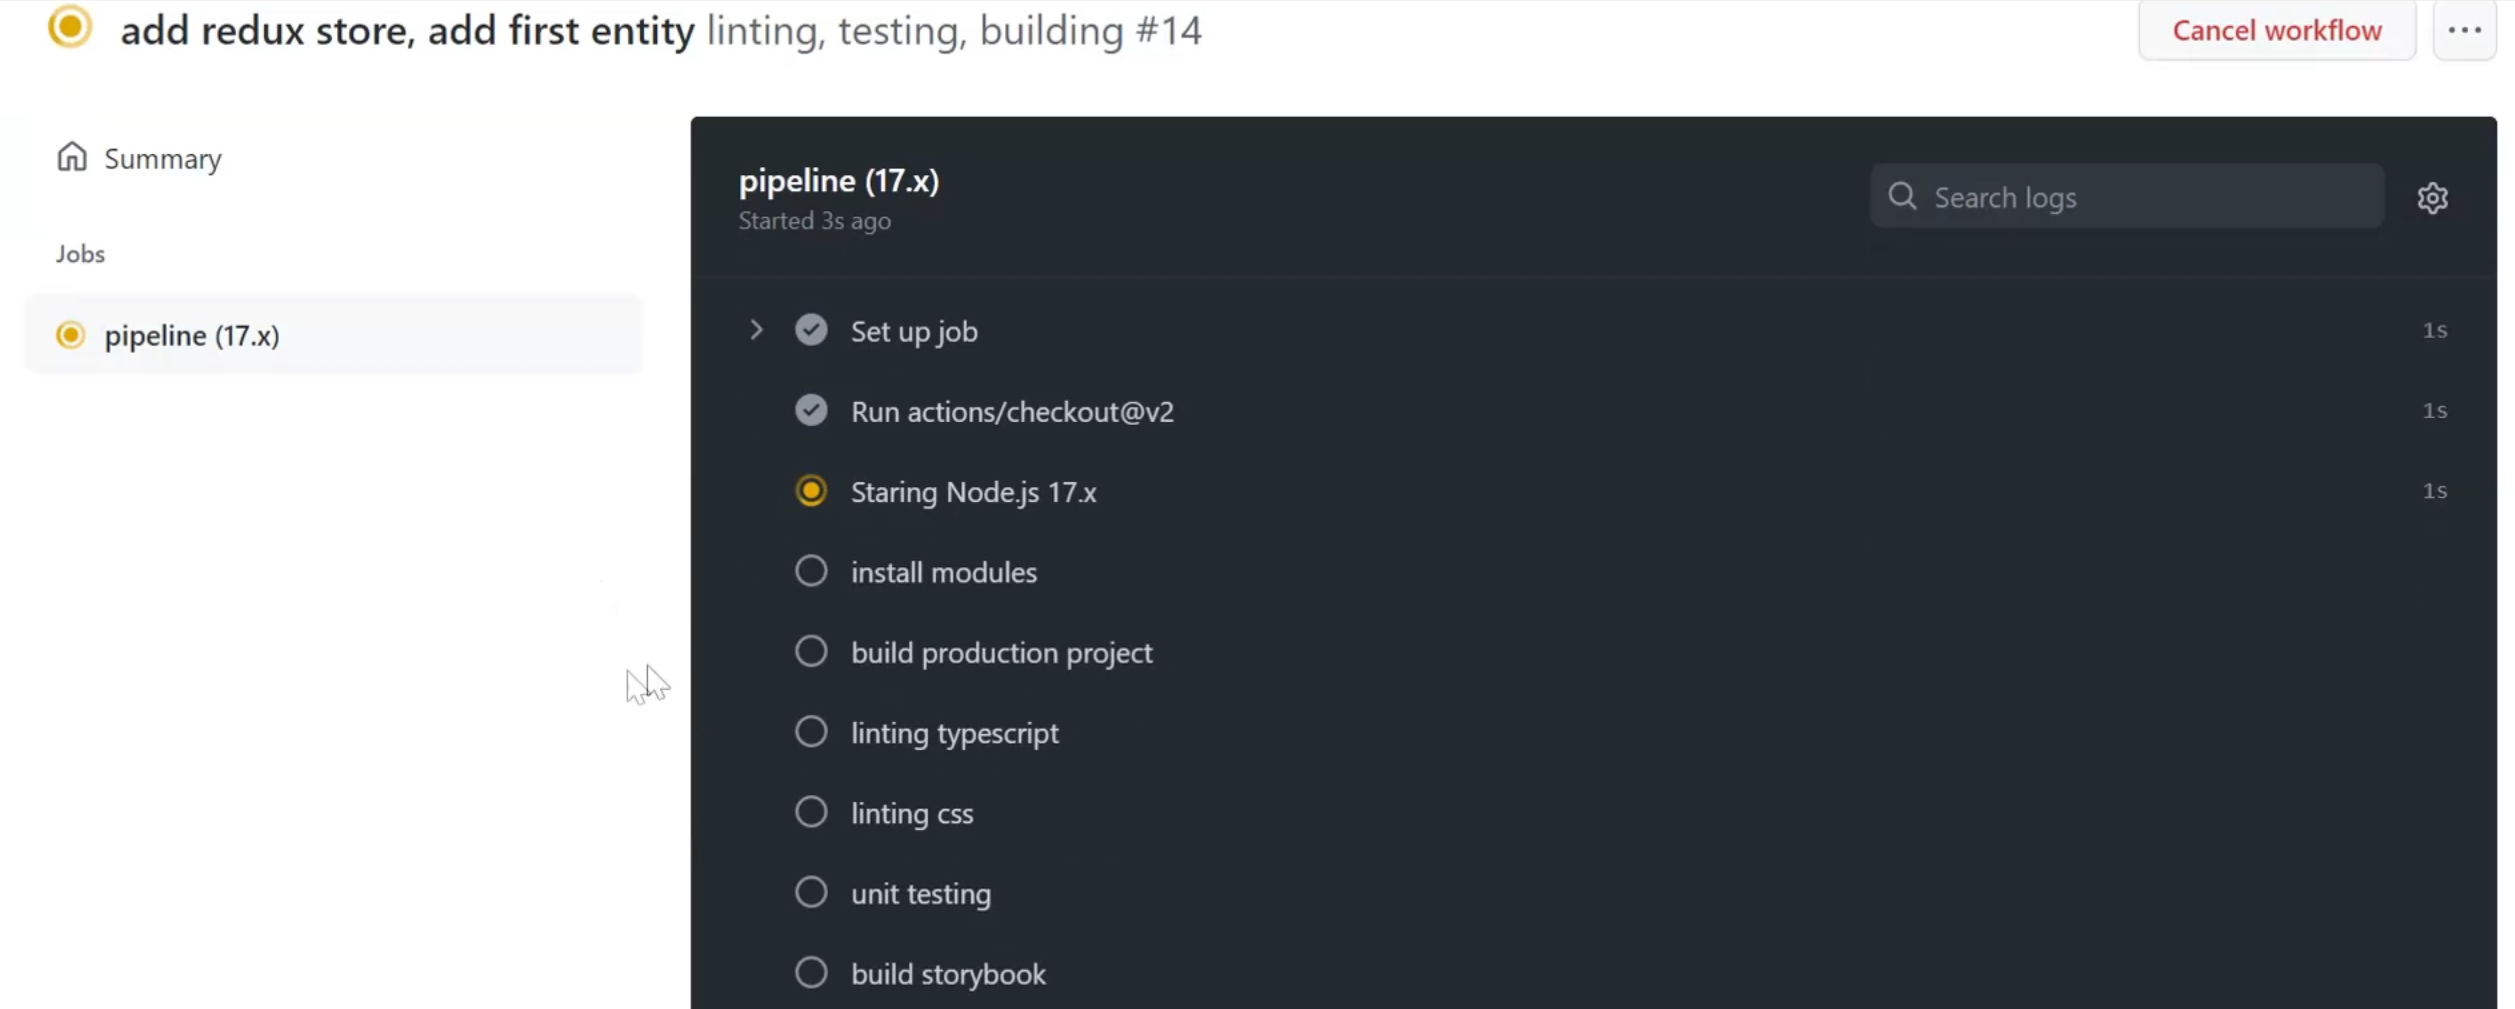 add redux store, add first entity linting, testing, building #14
Cancel workflow
Summary
Jobs
pipeline (17.x)
pipeline (17.x)
Started 3s ago
Search logs
Set up job 1s
Run actions/checkout@v2 1s
Staring Node.js 17.x 1s
install modules
build production project
linting typescript
linting css
unit testing
build storybook